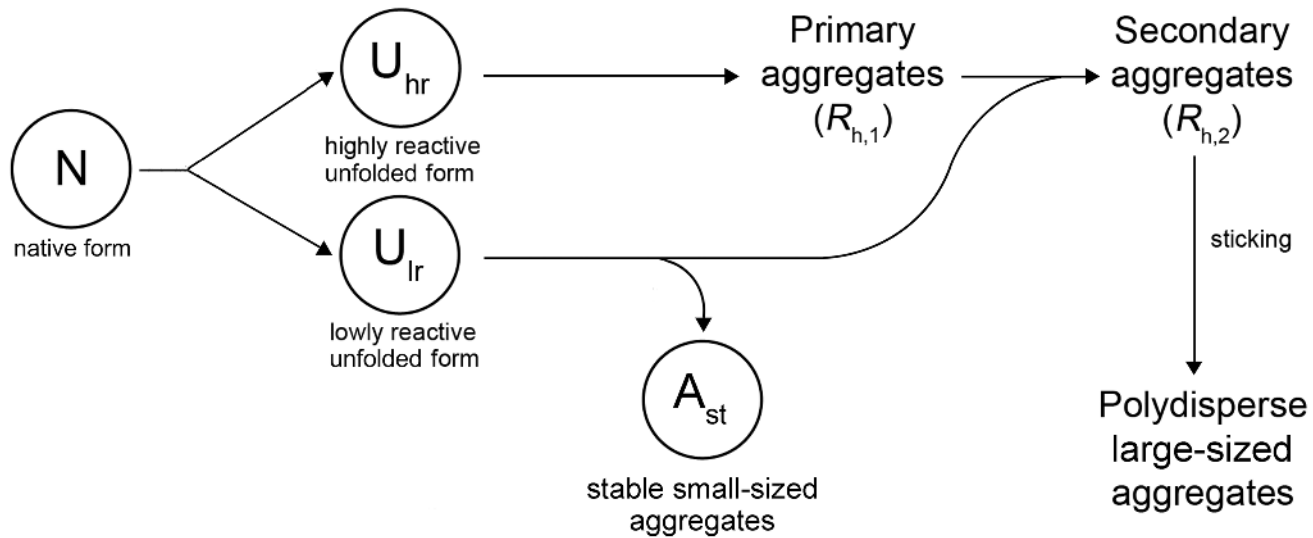 N
native form
U_hr
highly reactive
unfolded form
U_lr
lowly reactive
unfolded form
A_st
stable small-sized
aggregates
Primary
aggregates
(R_h,1)
Secondary
aggregates
(R_h,2)
sticking
Polydisperse
large-sized
aggregates